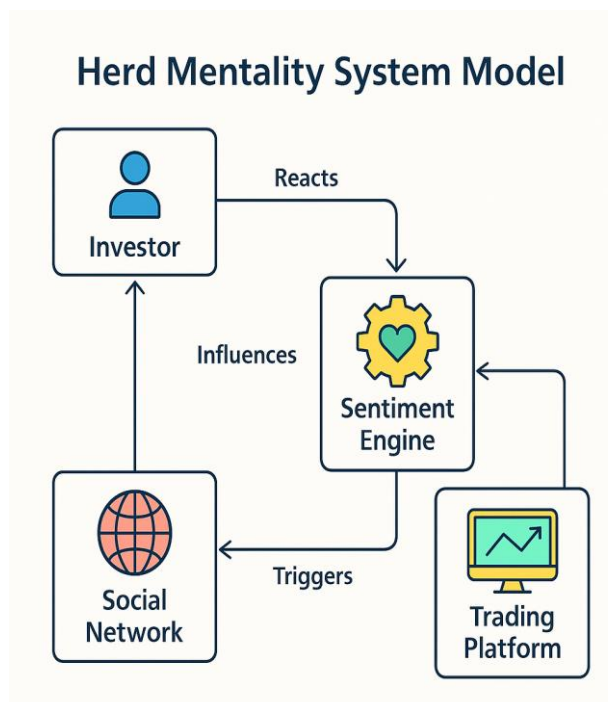 Herd Mentality System Model
Reacts
Investor
Influences
Sentiment
Engine
Triggers
Social
Network
Trading
Platform